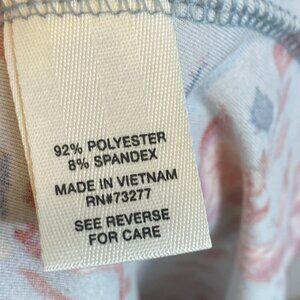 92% POLYESTER
8% SPANDEX
MADE IN VIETNAM
RN#73277
SEE REVERSE
FOR CARE